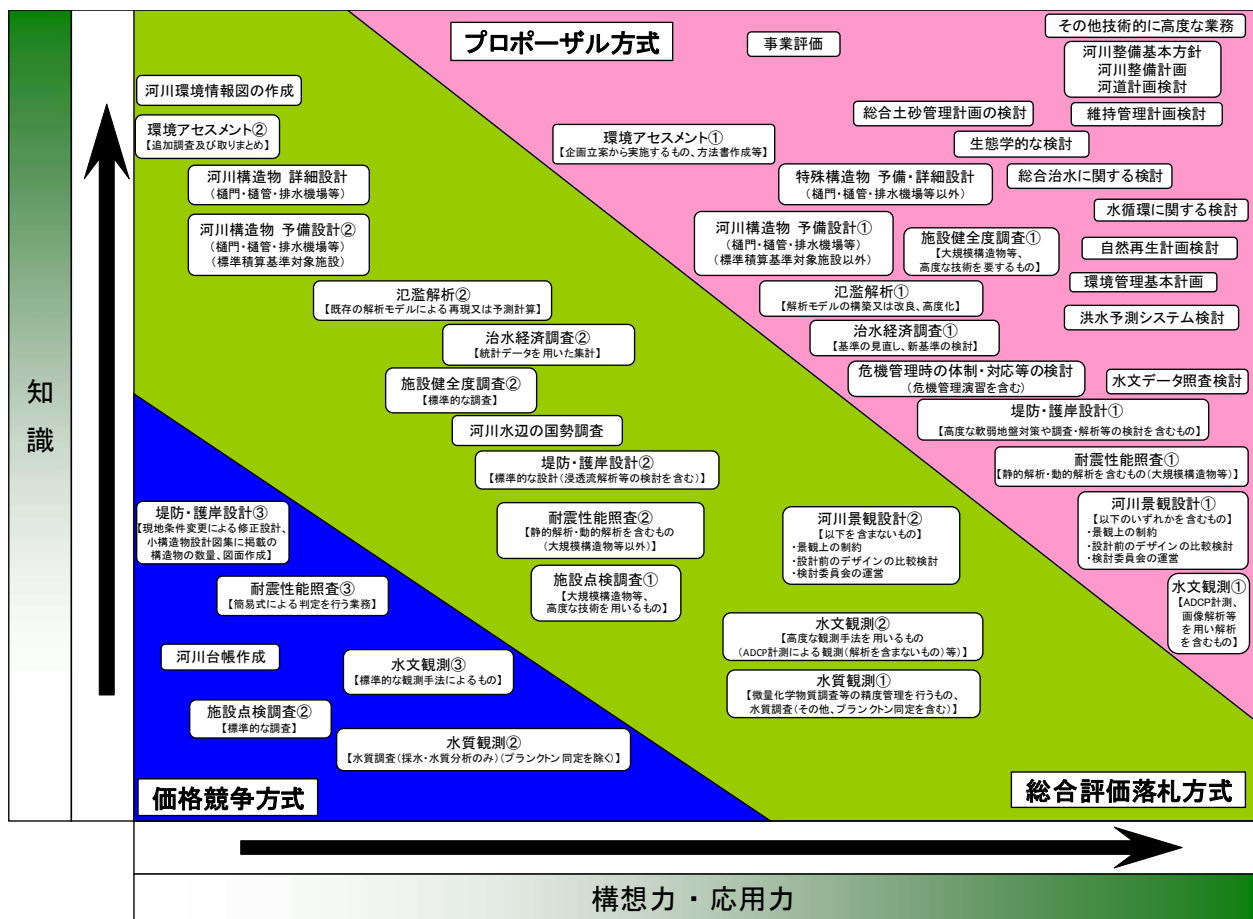 プロポーザル方式
事業評価
その他技術的に高度な業務
河川整備基本方針
河川整備計画
河道計画検討
河川環境情報図の作成
総合土砂管理計画の検討
維持管理計画検討
環境アセスメント②
【追加調査及び取りまとめ】
環境アセスメント①
【企画立案から実施するもの、方法書作成等】
生態学的な検討
河川構造物 詳細設計
(樋門・樋管・排水機場等)
特殊構造物 予備・詳細設計
(樋門・樋管・排水機場等以外)
総合治水に関する検討
水循環に関する検討
河川構造物 予備設計②
(樋門・樋管・排水機場等)
(標準積算基準対象施設)
河川構造物 予備設計①
(樋門・樋管・排水機場等)
(標準積算基準対象施設以外)
施設健全度調査①
【大規模構造物等、
高度な技術を要するもの】
自然再生計画検討
環境管理基本計画
氾濫解析②
【既存の解析モデルによる再現又は予測計算】
氾濫解析①
【解析モデルの構築又は改良、高度化】
洪水予測システム検討
治水経済調査②
【統計データを用いた集計】
治水経済調査①
【基準の見直し、新基準の検討】
施設健全度調査②
【標準的な調査】
危機管理時の体制・対応等の検討
(危機管理演習を含む)
水文データ照査検討
河川水辺の国勢調査
堤防・護岸設計①
【高度な軟弱地盤対策や調査・解析等の検討を含むもの】
堤防・護岸設計②
【標準的な設計(浸透流解析等の検討を含む)】
耐震性能照査①
【静的解析・動的解析を含むもの(大規模構造物等)】
堤防・護岸設計③
【現地条件変更による修正設計、
小構造物設計図集に掲載の
構造物の数量、図面作成】
耐震性能照査②
【静的解析・動的解析を含むもの
(大規模構造物等以外)】
河川景観設計②
【以下を含まないもの】
・景観上の制約
・設計前のデザインの比較検討
・検討委員会の運営
河川景観設計①
【以下のいずれかを含むもの】
・景観上の制約
・設計前のデザインの比較検討
・検討委員会の運営
耐震性能照査③
【簡易式による判定を行う業務】
施設点検調査①
【大規模構造物等、
高度な技術を用いるもの】
水文観測①
【ADCP計測、
画像解析等
を用い解析
を含むもの】
水文観測②
【高度な観測手法を用いるもの
(ADCP計測による観測(解析を含まないもの)等)】
河川台帳作成
水文観測③
【標準的な観測手法によるもの】
水質観測①
【微量化学物質調査等の精度管理を行うもの、
水質調査(その他、プランクトン同定を含む)】
施設点検調査②
【標準的な調査】
水質観測②
【水質調査(採水・水質分析のみ)(プランクトン同定を除く)】
価格競争方式
総合評価落札方式
知
識
構想力・応用力